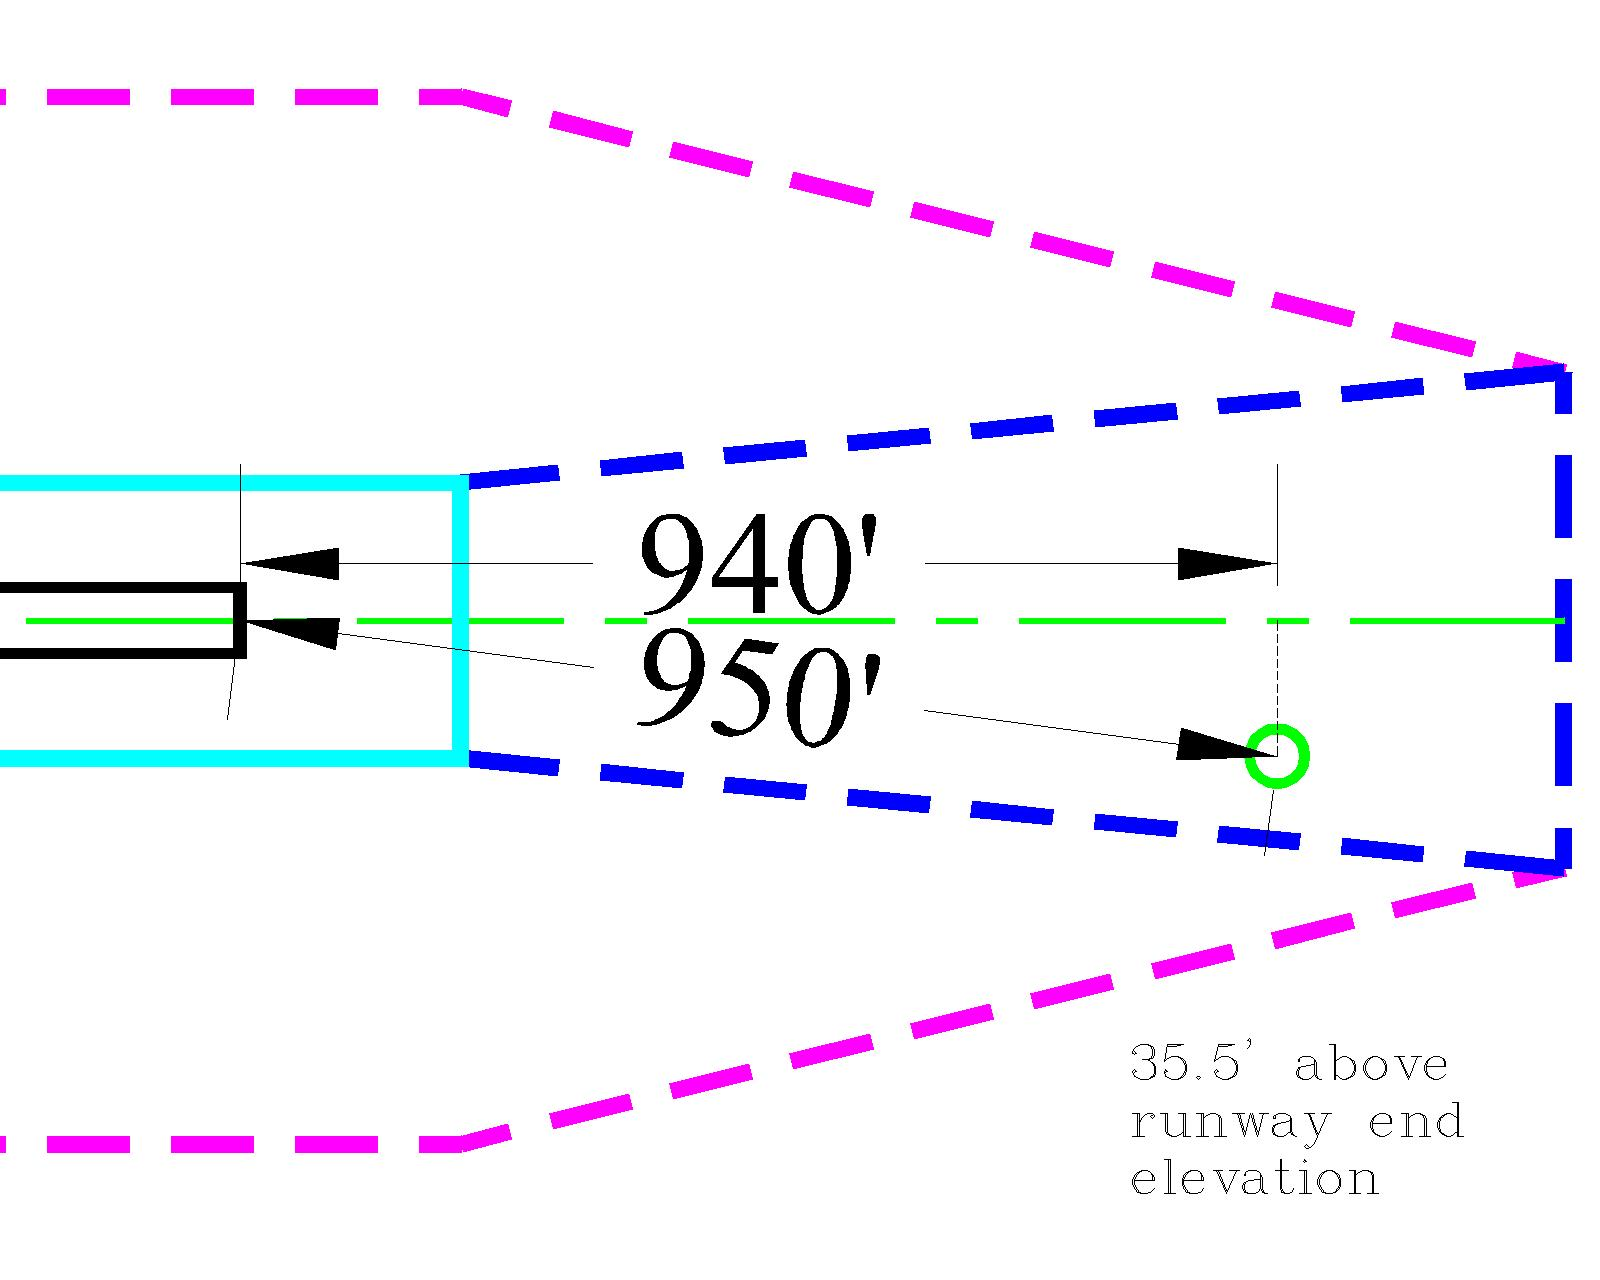 940'
950'
35.5' above
runway end
elevation